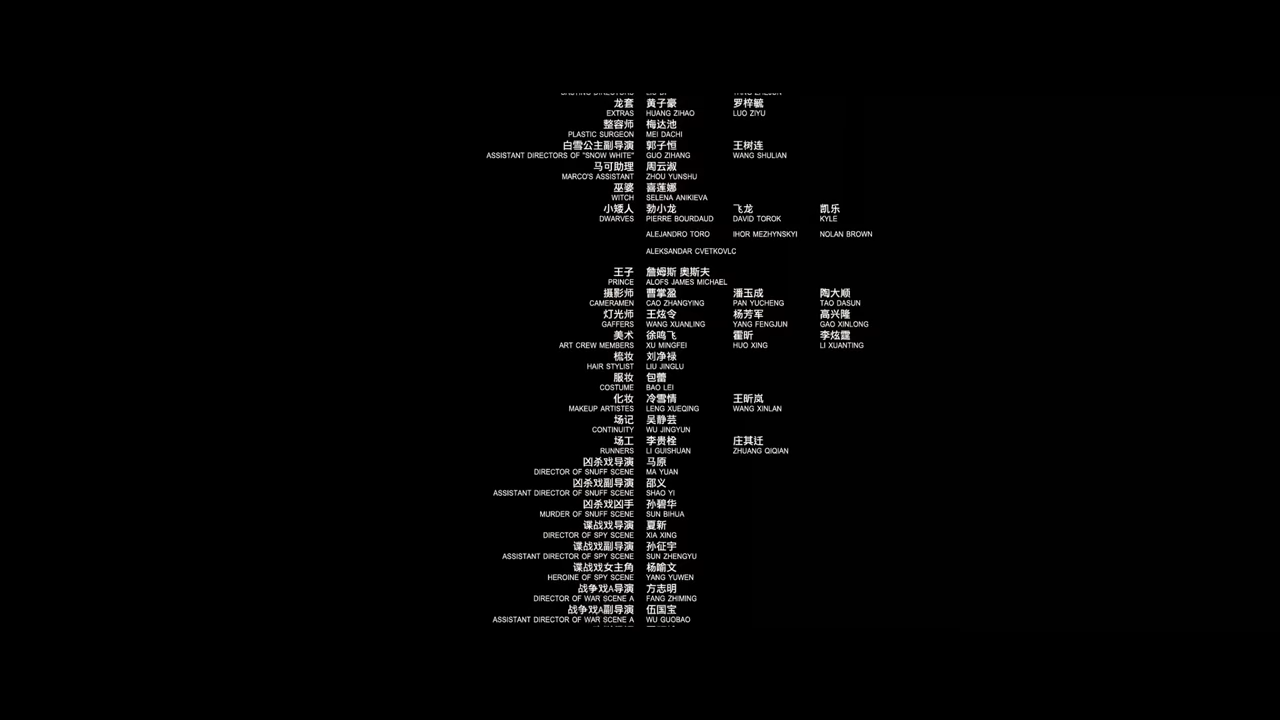 龙套 黄子豪 罗梓毓
EXTRAS HUANG ZIHAO LUO ZIYU
整容师 梅达池
PLASTIC SURGEON MEI DACHI
白雪公主副导演 郭子恒 王树连
ASSISTANT DIRECTORS OF "SNOW WHITE" GUO ZIHANG WANG SHULIAN
马可助理 周云淑
MARCO'S ASSISTANT ZHOU YUNSHU
巫婆 喜莲娜
WITCH SELENA ANIKIEVA
小矮人 勃小龙 飞龙 凯乐
DWARVES PIERRE BOURDAUD DAVID TOROK KYLE
ALEJANDRO TORO IHOR MEZHYNSKYI NOLAN BROWN
ALEKSANDAR CVETKOVLC
王子 詹姆斯 奥斯夫
PRINCE ALOFS JAMES MICHAEL
摄影师 曹掌盈 潘玉成 陶大顺
CAMERAMEN CAO ZHANGYING PAN YUCHENG TAO DASUN
灯光师 王炫令 杨芳军 高兴隆
GAFFERS WANG XUANLING YANG FENGJUN GAO XINLONG
美术 徐鸣飞 霍昕 李炫霆
ART CREW MEMBERS XU MINGFEI HUO XING LI XUANTING
梳妆 刘净禄
HAIR STYLIST LIU JINGLU
服妆 包蕾
COSTUME BAO LEI
化妆 冷雪情 王昕岚
MAKEUP ARTISTES LENG XUEQING WANG XINLAN
场记 吴静芸
CONTINUITY WU JINGYUN
场工 李贵栓 庄其迁
RUNNERS LI GUISHUAN ZHUANG QIQIAN
凶杀戏导演 马原
DIRECTOR OF SNUFF SCENE MA YUAN
凶杀戏副导演 邵义
ASSISTANT DIRECTOR OF SNUFF SCENE SHAO YI
凶杀戏凶手 孙碧华
MURDER OF SNUFF SCENE SUN BIHUA
谍战戏导演 夏新
DIRECTOR OF SPY SCENE XIA XING
谍战戏副导演 孙征宇
ASSISTANT DIRECTOR OF SPY SCENE SUN ZHENGYU
谍战戏女主角 杨喻文
HEROINE OF SPY SCENE YANG YUWEN
战争戏A导演 方志明
DIRECTOR OF WAR SCENE A FANG ZHIMING
战争戏A副导演 伍国宝
ASSISTANT DIRECTOR OF WAR SCENE A WU GUOBAO